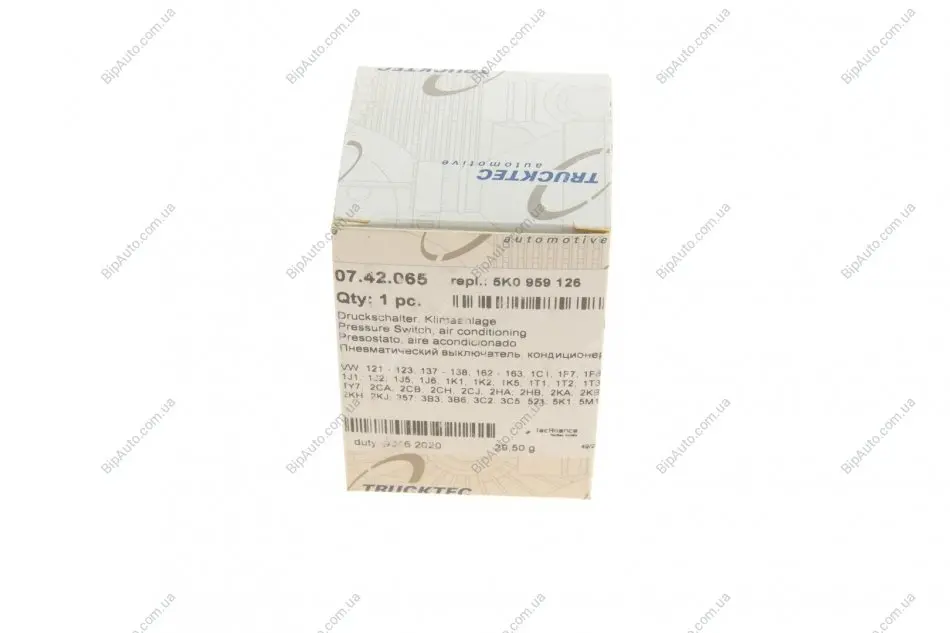 TRUCKTEC
automotive
TRUCKTEC
automotive
07.42.065 repl.: 5K0 959 126
Qty: 1 pc.
Druckschalter, Klimaanlage
Pressure Switch, air conditioning
Presostato, aire acondicionado
Пневматический выключатель, кондиционер
VW 121 - 123, 137 - 138, 162 - 163, 1C1, 1F7,
1J1, 1J2, 1J5, 1J6, 1K1, 1K2, 1K5, 1T1, 1T2, 1T3
1Y7, 2CA, 2CB, 2CH, 2CJ, 2HA, 2HB, 2KA, 2KB
2KH, 2KJ, 357, 3B3, 3B6, 3C2, 3C5, 521, 5K1, 5M1
TecAlliance
duty 2020 26.50 g
TRUCKTEC
BipAuto.com.ua